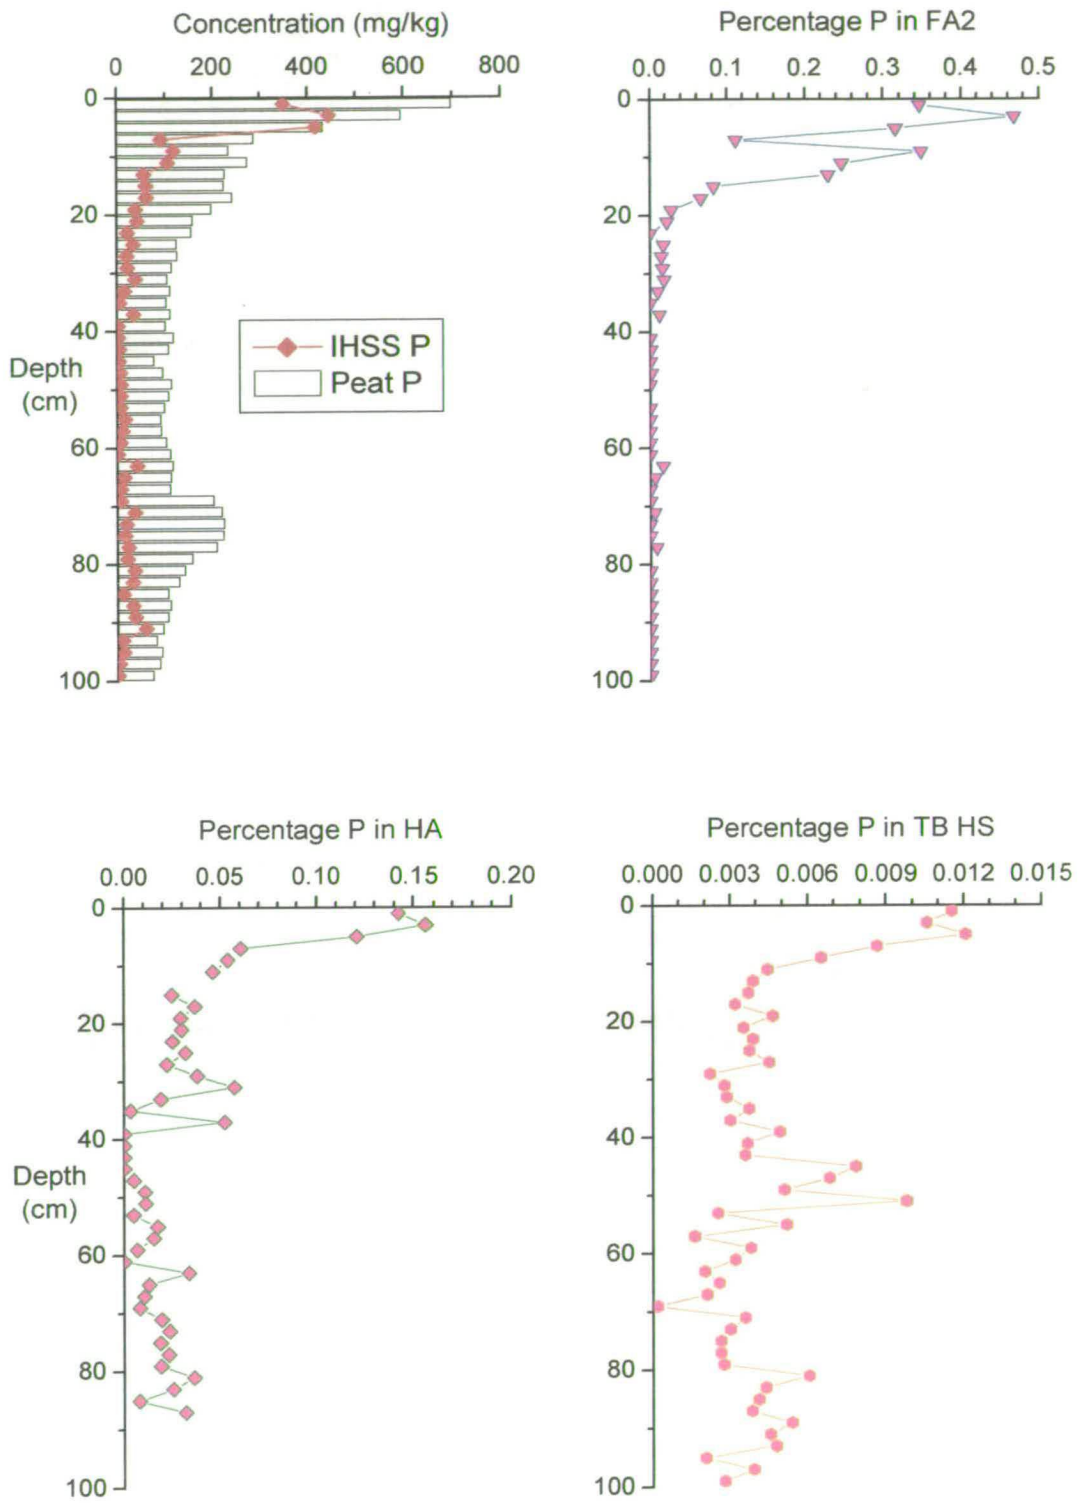 Concentration (mg/kg)
0 200 400 600 800
0
20
40
60
80
100
Depth
(cm)
IHSS P
Peat P
Percentage P in FA2
0.0 0.1 0.2 0.3 0.4 0.5
0
20
40
60
80
100
Percentage P in HA
0.00 0.05 0.10 0.15 0.20
0
20
40
60
80
100
Depth
(cm)
Percentage P in TB HS
0.000 0.003 0.006 0.009 0.012 0.015
0
20
40
60
80
100